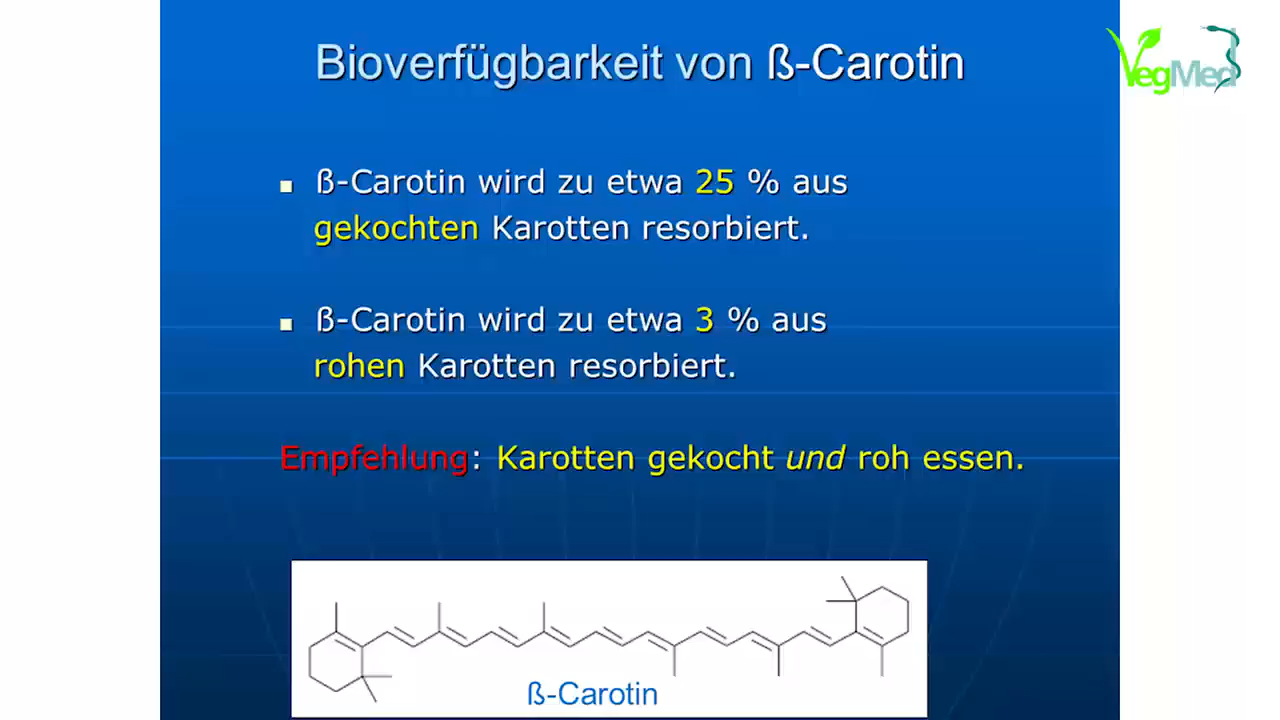 Bioverfügbarkeit von ß-Carotin
VegMed
ß-Carotin wird zu etwa 25 % aus
gekochten Karotten resorbiert.
ß-Carotin wird zu etwa 3 % aus
rohen Karotten resorbiert.
Empfehlung: Karotten gekocht und roh essen.
ß-Carotin